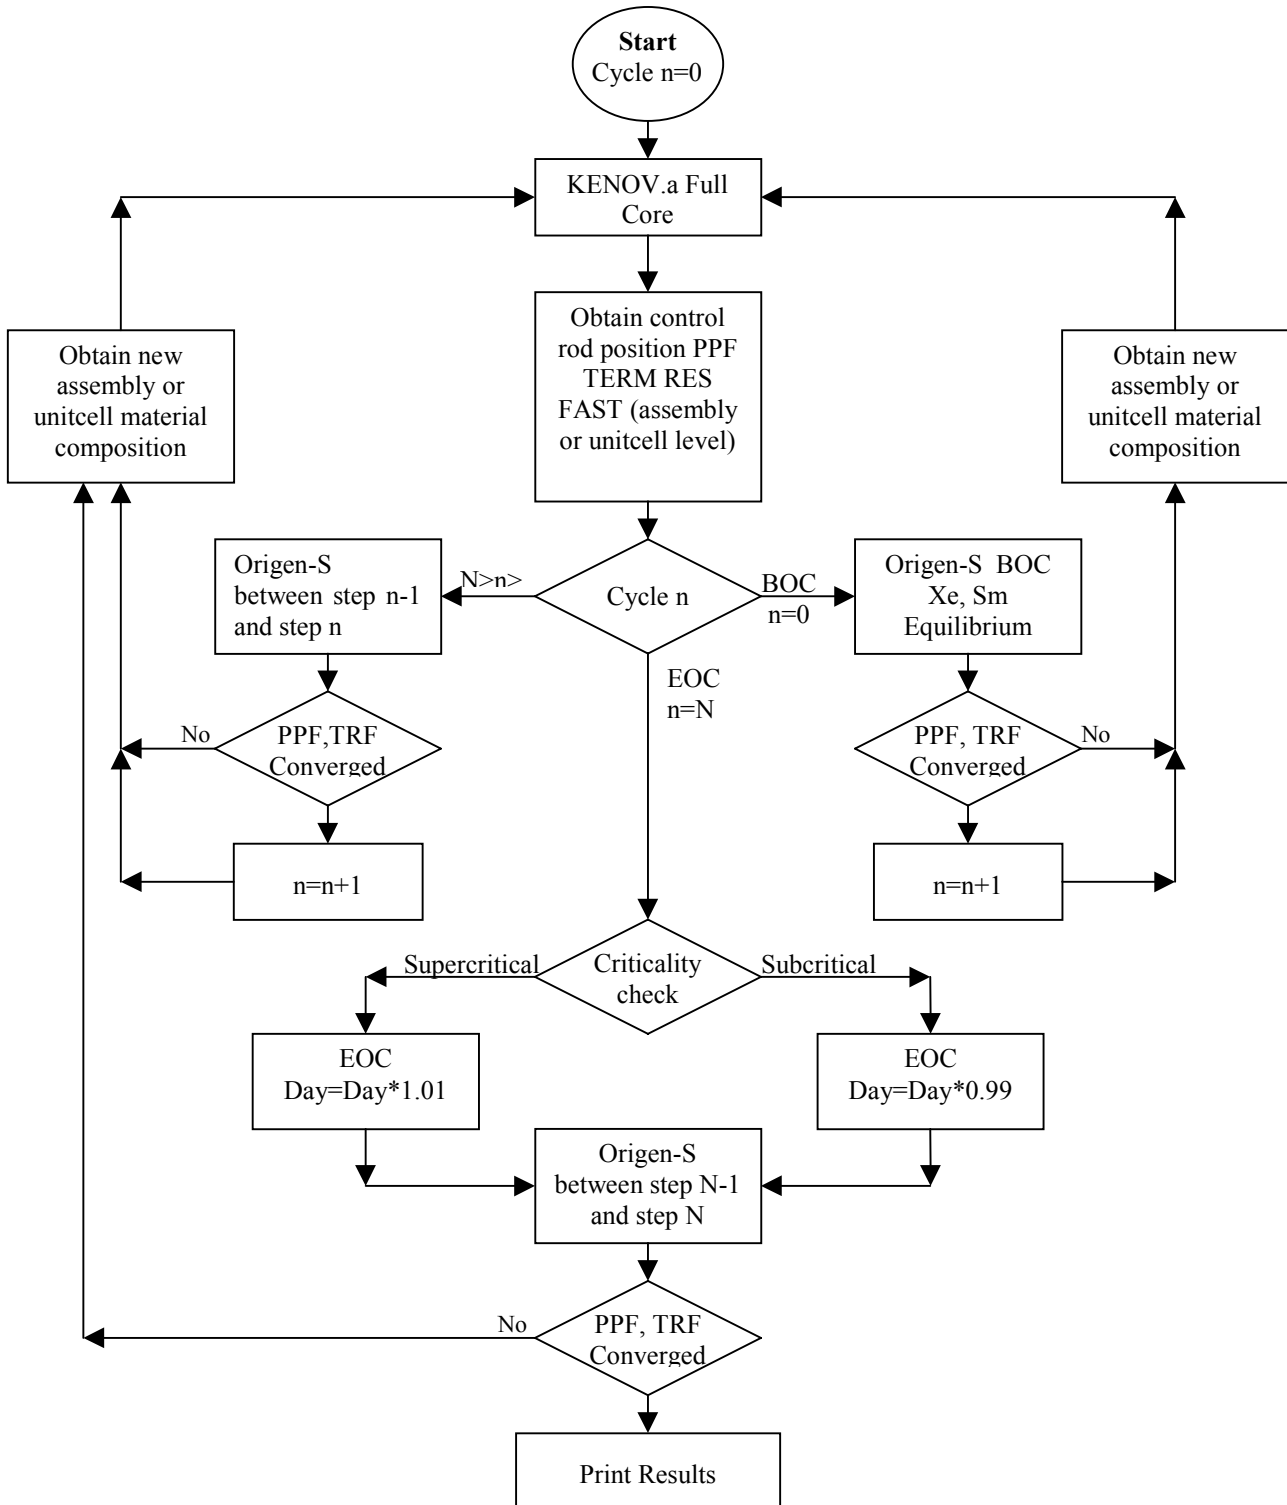 Start
Cycle n=0
KENOV.a Full
Core
Obtain control
rod position PPF
TERM RES
FAST (assembly
or unitcell level)
Obtain new
assembly or
unitcell material
composition
Obtain new
assembly or
unitcell material
composition
Origen-S
between step n-1
and step n
N>n>
Cycle n
BOC
n=0
Origen-S BOC
Xe, Sm
Equilibrium
EOC
n=N
No
PPF,TRF
Converged
PPF, TRF
Converged
No
n=n+1
n=n+1
Supercritical
Criticality
check
Subcritical
EOC
Day=Day*1.01
EOC
Day=Day*0.99
Origen-S
between step N-1
and step N
No
PPF, TRF
Converged
Print Results